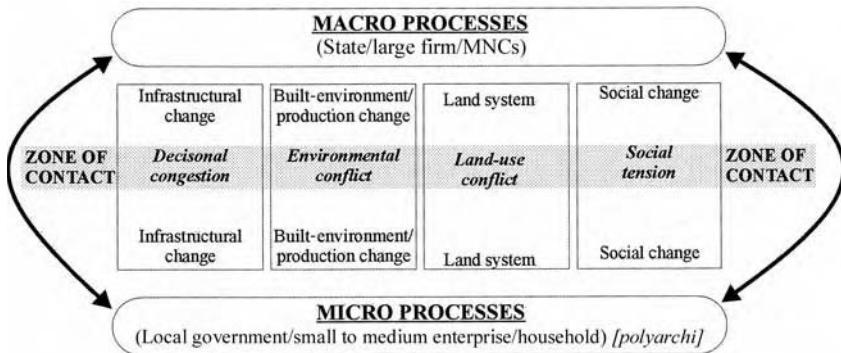 MACRO PROCESSES
(State/large firm/MNCs)
Infrastructural
change
Built-environment/
production change
Land system
Social change
ZONE OF
CONTACT
Decisonal
congestion
Environmental
conflict
Land-use
conflict
Social
tension
ZONE OF
CONTACT
Infrastructural
change
Built-environment/
production change
Land system
Social change
MICRO PROCESSES
(Local government/small to medium enterprise/household) [polyarchi]